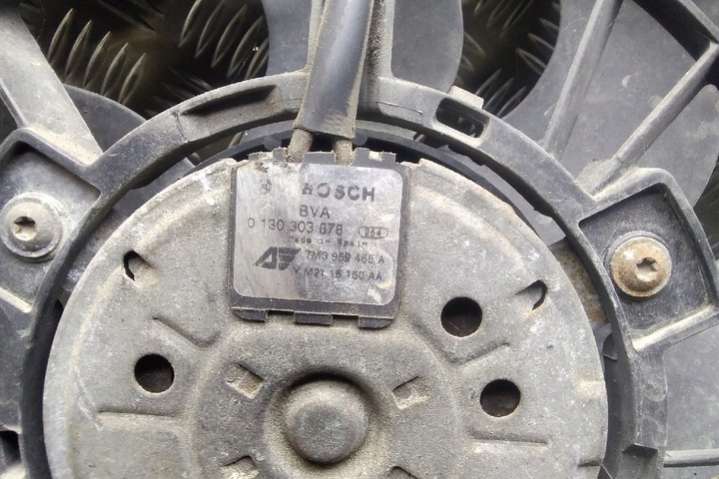 BOSCH
BVA
0 130 303 878
Made in Spain
7M0 959 455 A